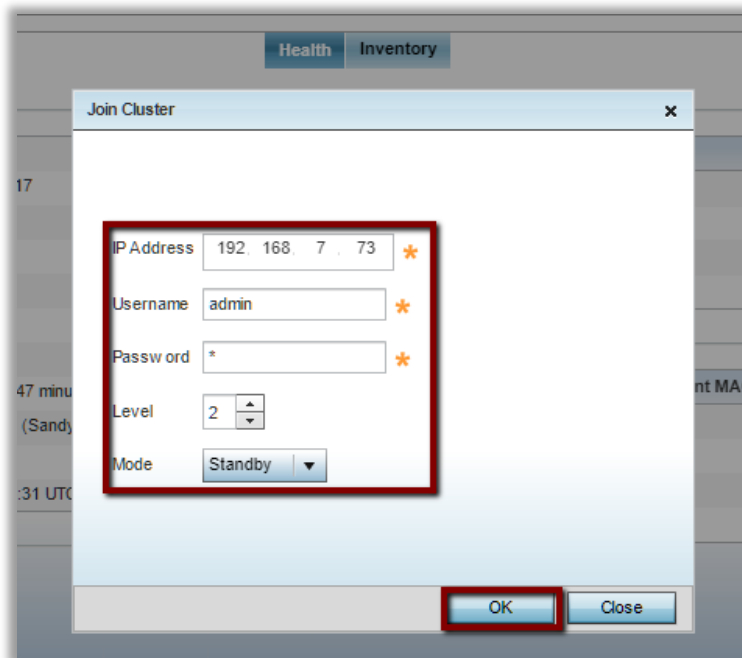 Health Inventory
Join Cluster x
17
IP Address 192. 168. 7 . 73 *
Username admin *
Password * *
47 minu
Level 2
nt MA
(Sandy
Mode Standby
:31 UTC
OK Close